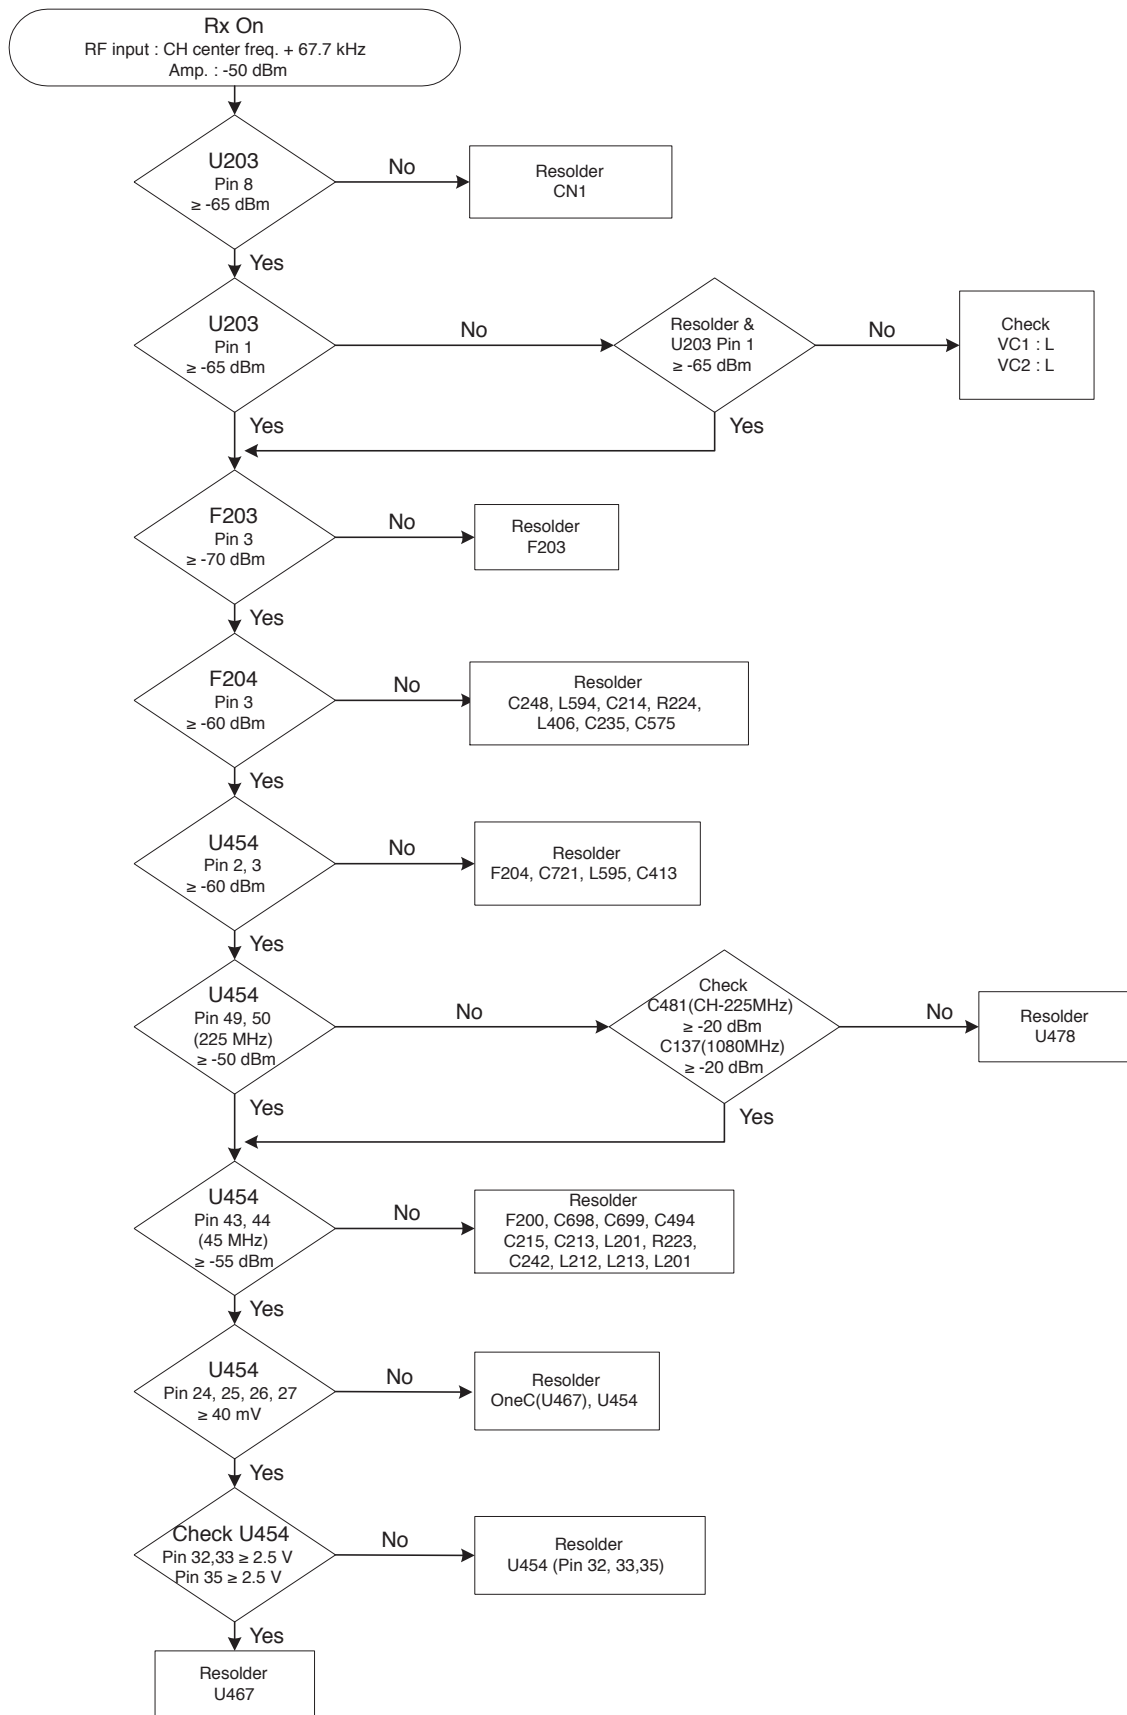 Rx On
RF input : CH center freq. + 67.7 kHz
Amp. : -50 dBm
U203
Pin 8
≥ -65 dBm
No
Resolder
CN1
Yes
U203
Pin 1
≥ -65 dBm
No
Resolder &
U203 Pin 1
≥ -65 dBm
No
Check
VC1 : L
VC2 : L
Yes
Yes
F203
Pin 3
≥ -70 dBm
No
Resolder
F203
Yes
F204
Pin 3
≥ -60 dBm
No
Resolder
C248, L594, C214, R224,
L406, C235, C575
Yes
U454
Pin 2, 3
≥ -60 dBm
No
Resolder
F204, C721, L595, C413
Yes
U454
Pin 49, 50
(225 MHz)
≥ -50 dBm
No
Check
C481(CH-225MHz)
≥ -20 dBm
C137(1080MHz)
≥ -20 dBm
No
Resolder
U478
Yes
Yes
U454
Pin 43, 44
(45 MHz)
≥ -55 dBm
No
Resolder
F200, C698, C699, C494
C215, C213, L201, R223,
C242, L212, L213, L201
Yes
U454
Pin 24, 25, 26, 27
≥ 40 mV
No
Resolder
OneC(U467), U454
Yes
Check U454
Pin 32,33 ≥ 2.5 V
Pin 35 ≥ 2.5 V
No
Resolder
U454 (Pin 32, 33,35)
Yes
Resolder
U467